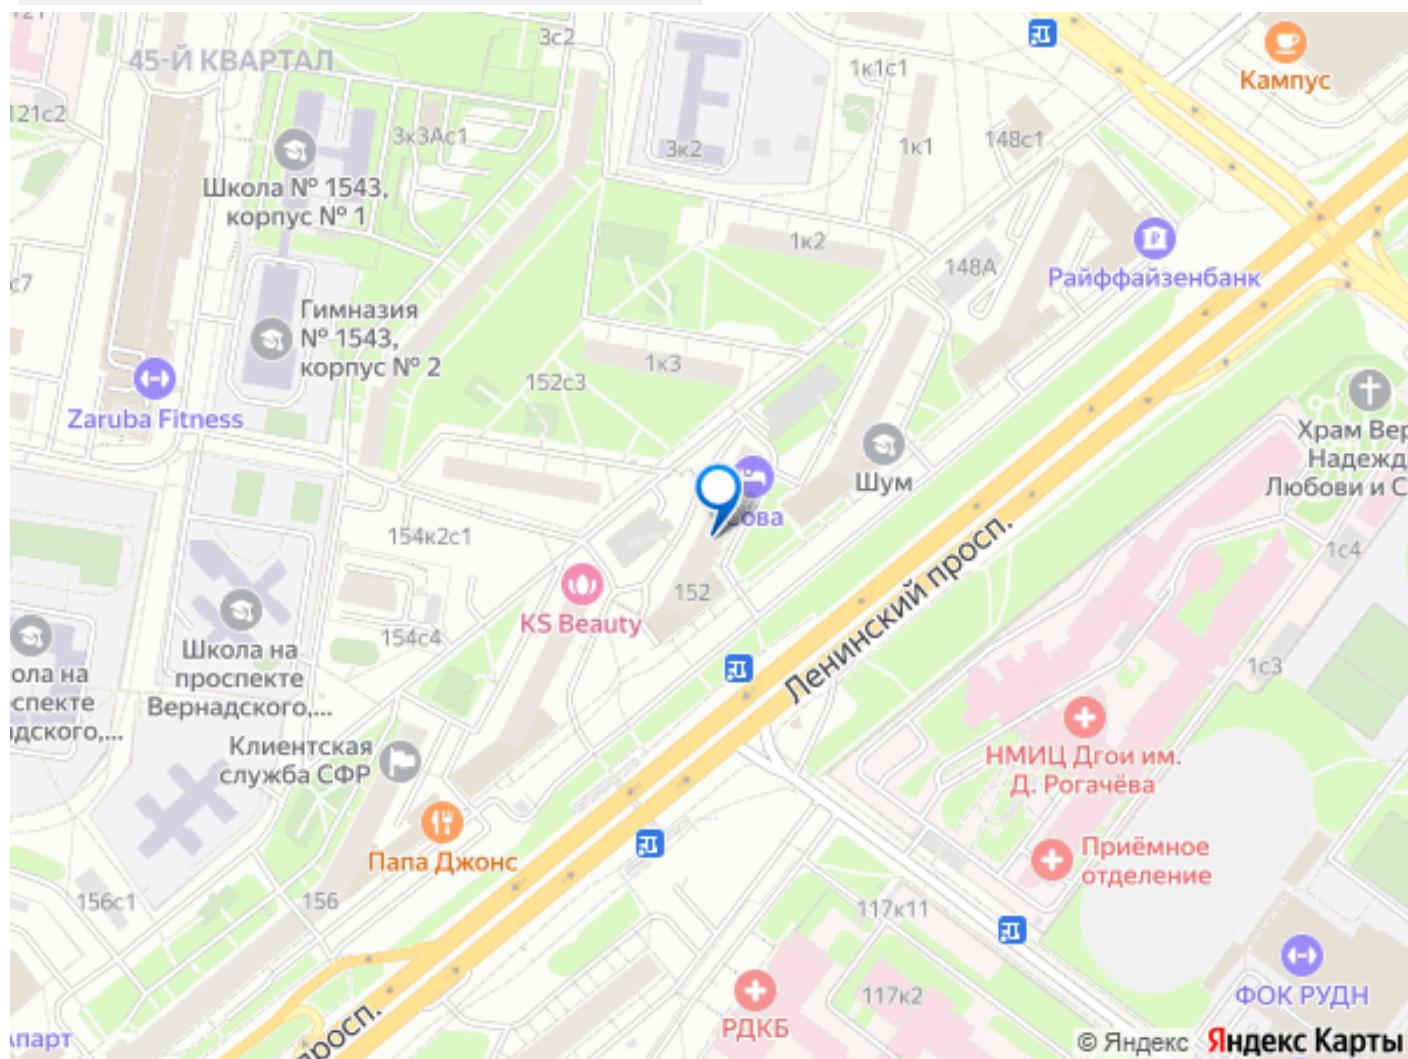 121
45-Й КВАРТАЛ
3с2
1к1с1
Кампус
121с2
3к3Ас1
3к2
1к1
148с1
Школа № 1543,
корпус № 1
1к2
148А
Райффайзенбанк
с7
Гимназия
№ 1543,
корпус № 2
1к3
152с3
Zaruba Fitness
Храм Вер
Надежд
Любови и С
Шум
154к2с1
сова
Ленинский просп.
1с4
152
KS Beauty
154с4
Школа на
проспекте
Вернадского,...
ола на
спекте
дского,...
1с3
Клиентская
служба СФР
НМИЦ Дгои им.
Д. Рогачёва
Папа Джонс
Приёмное
отделение
156с1
156
117к11
117к2
РДКБ
ФОК РУДН
Апарт
просп.
© Яндекс Яндекс Карты